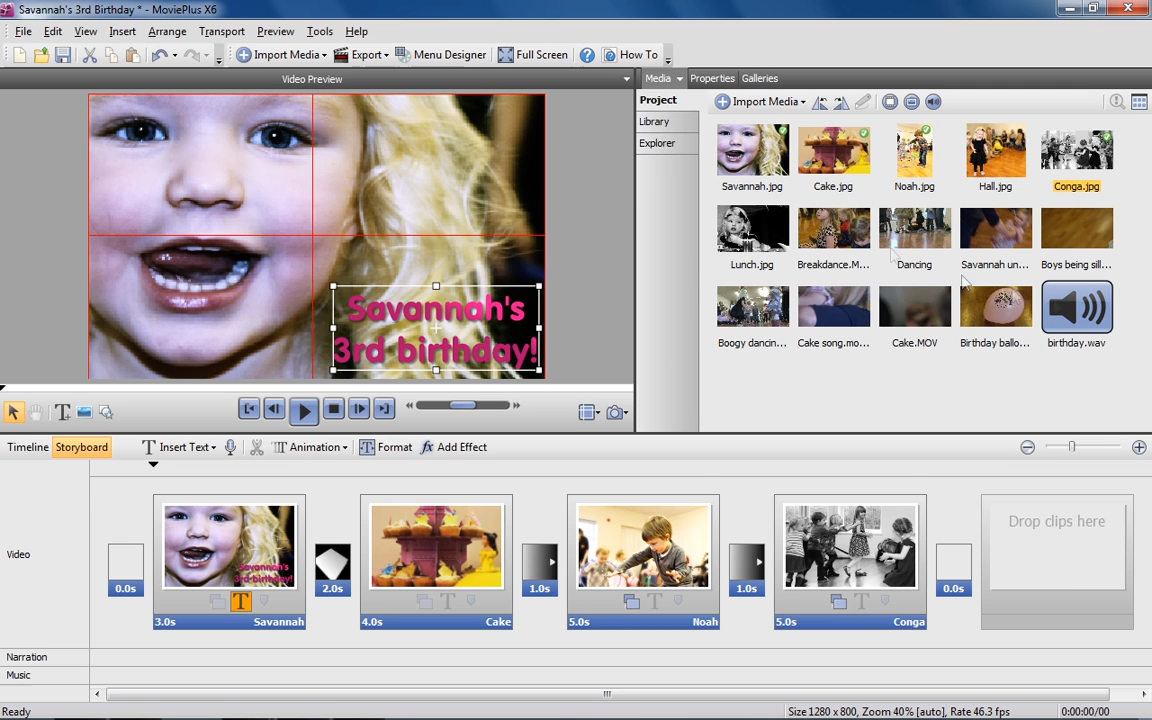 Savannah's 3rd Birthday * - MoviePlus X6
File Edit View Insert Arrange Transport Preview Tools Help
Import Media Export Menu Designer Full Screen ? How To
Video Preview
Media Properties Galleries
Project
Import Media
Library
Explorer
Savannah.jpg Cake.jpg Noah.jpg Hall.jpg Conga.jpg
Lunch.jpg Breakdance.M... Dancing Savannah un... Boys being sill...
Boogy dancin... Cake song.mo... Cake.MOV Birthday ballo... birthday.wav
Savannah's
3rd birthday!
Timeline Storyboard T Insert Text Animation Format fx Add Effect
Video
Savannah's
3rd birthday!
Drop clips here
0.0s 2.0s 1.0s 1.0s 0.0s
3.0s Savannah 4.0s Cake 5.0s Noah 5.0s Conga
Narration
Music
Ready Size 1280 x 800, Zoom 40% [auto], Rate 46.3 fps 0:00:00/00